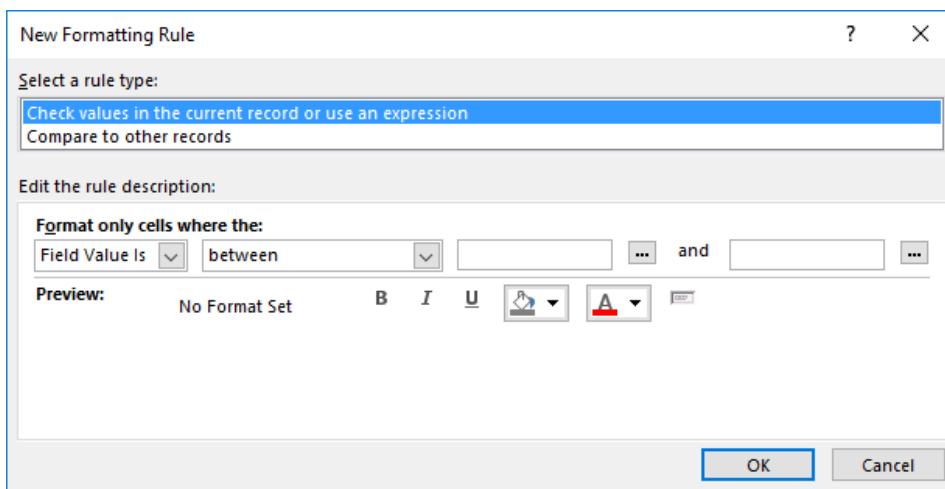 New Formatting Rule ?
Select a rule type:
Check values in the current record or use an expression
Compare to other records
Edit the rule description:
Format only cells where the:
Field Value Is between ... and ...
Preview: No Format Set B I U A
OK Cancel